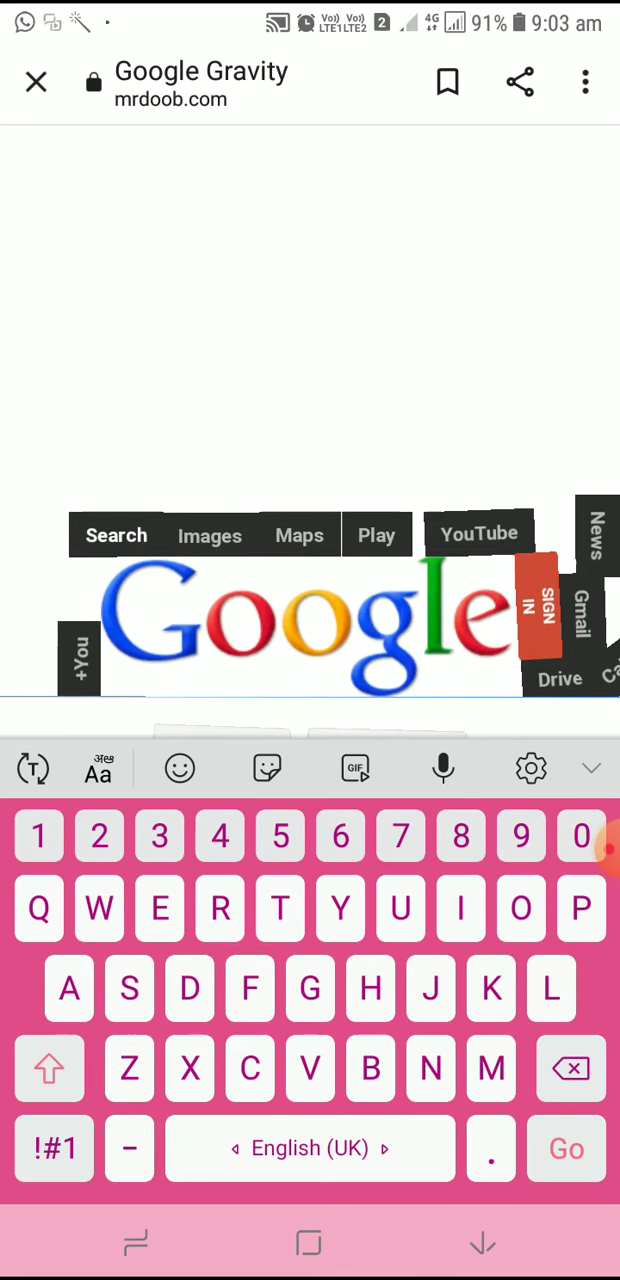 Vo)) Vo)) 2 4G 91% 9:03 am
LTE1 LTE2
Google Gravity
mrdoob.com
Search Images Maps Play YouTube
News
Google
SIGN
IN
Gmail
+You
Drive
T अआ
Aa GIF
1 2 3 4 5 6 7 8 9 0
Q W E R T Y U I O P
A S D F G H J K L
Z X C V B N M
!#1 – English (UK) . Go